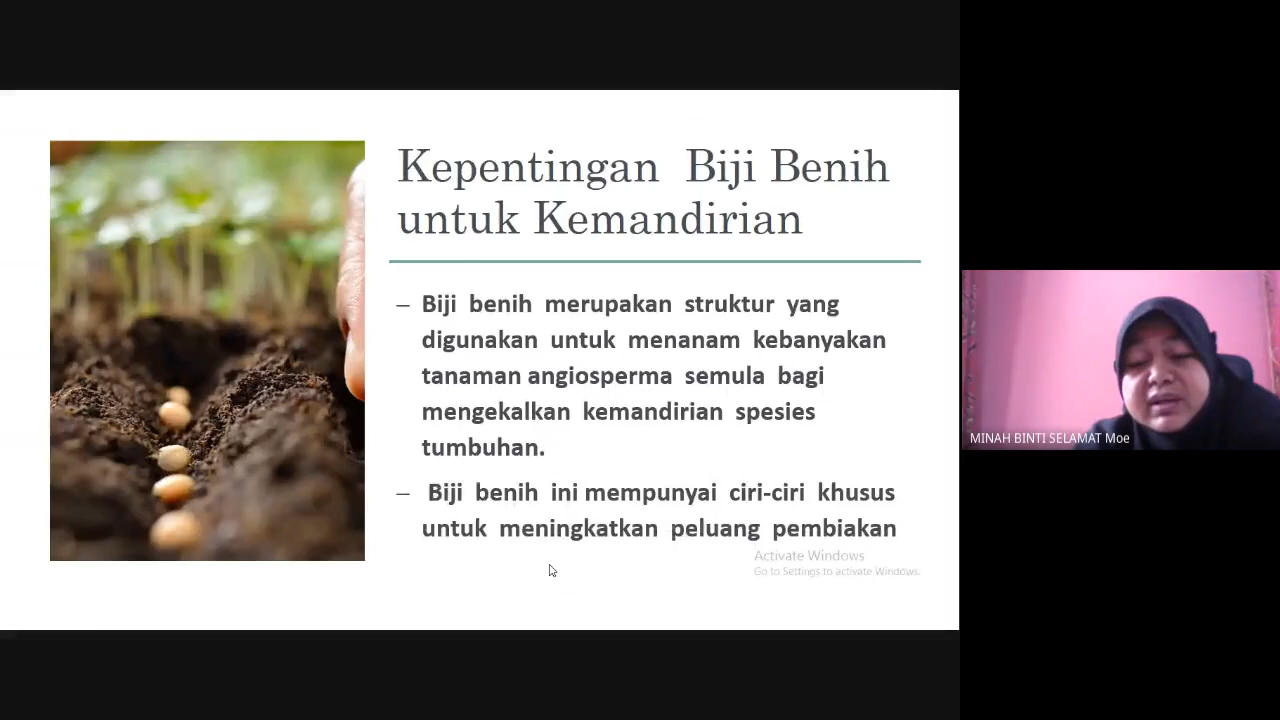 Kepentingan Biji Benih
untuk Kemandirian
– Biji benih merupakan struktur yang
digunakan untuk menanam kebanyakan
tanaman angiosperma semula bagi
mengekalkan kemandirian spesies
tumbuhan.
– Biji benih ini mempunyai ciri-ciri khusus
untuk meningkatkan peluang pembiakan
Activate Windows
Go to Settings to activate Windows.
MINAH BINTI SELAMAT Moe